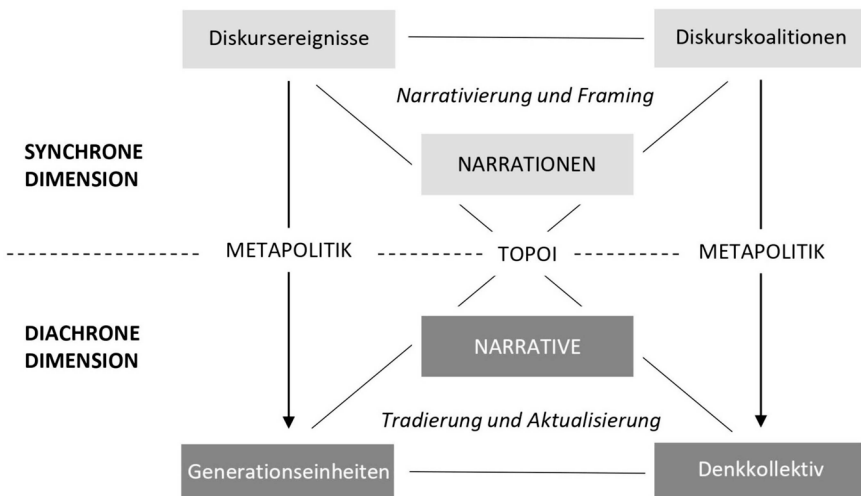 Diskursereignisse
Diskurskoalitionen
Narrativierung und Framing
SYNCHRONE
DIMENSION
NARRATIONEN
METAPOLITIK
TOPOI
METAPOLITIK
DIACHRONE
DIMENSION
NARRATIVE
Tradierung und Aktualisierung
Generationseinheiten
Denkkollektiv